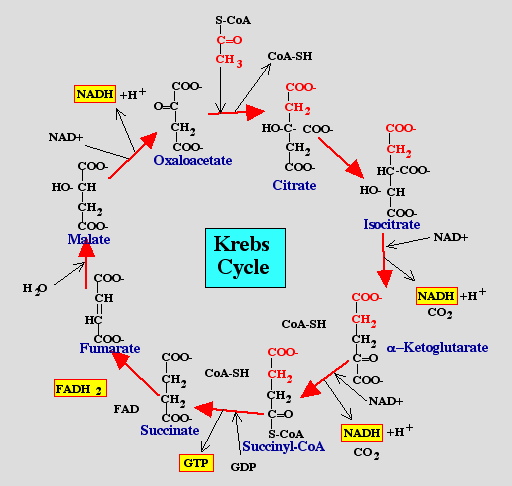 S-CoA
C=O
CH3
CoA-SH
NADH +H+
NAD+
COO-
O=C
CH2
COO-
Oxaloacetate
COO-
CH2
HO-C-COO-
CH2
COO-
Citrate
COO-
CH2
HC-COO-
HO-CH
COO-
Isocitrate
NAD+
NADH +H+
CO2
COO-
CH2
CH2
C=O
COO-
α-Ketoglutarate
CoA-SH
NAD+
NADH +H+
CO2
COO-
CH2
CH2
C=O
S-CoA
Succinyl-CoA
CoA-SH
GTP
GDP
COO-
CH2
CH2
COO-
Succinate
FAD
FADH2
COO-
CH
HC
COO-
Fumarate
H2O
COO-
HO-CH
CH2
COO-
Malate
Krebs
Cycle